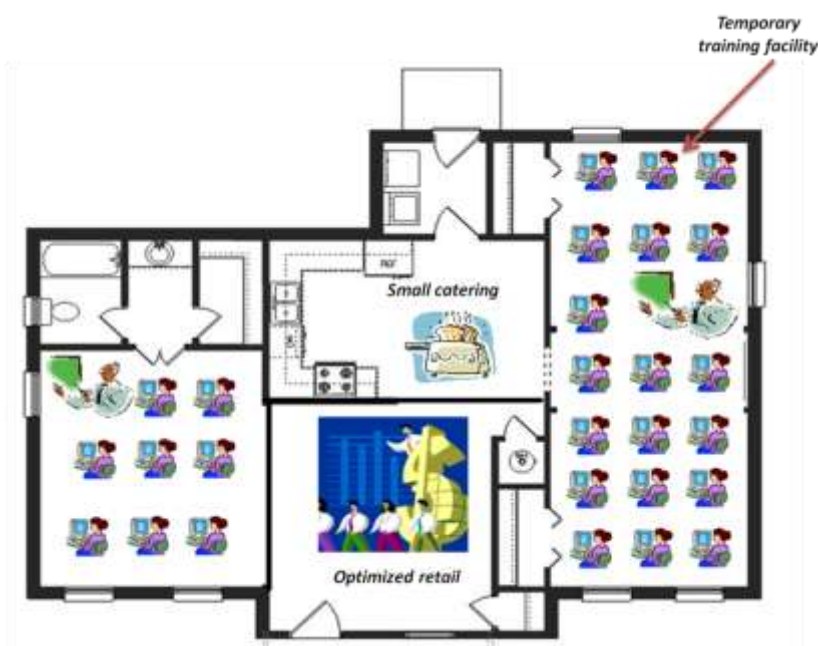 Temporary
training facility
Small catering
Optimized retail